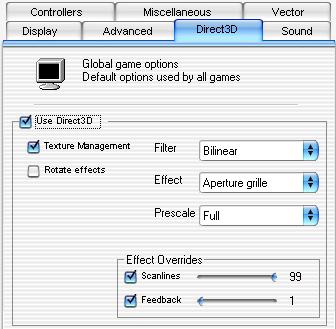 Controllers
Miscellaneous
Vector
Display
Advanced
Direct3D
Sound
Global game options
Default options used by all games
Use Direct3D
Texture Management
Filter
Bilinear
Rotate effects
Effect
Aperture grille
Prescale
Full
Effect Overrides
Scanlines
99
Feedback
1